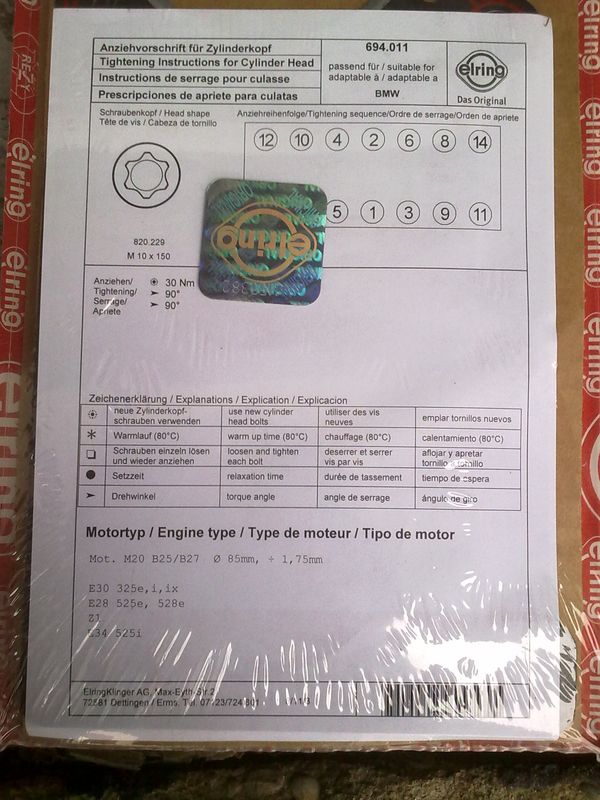 Anziehvorschrift für Zylinderkopf
Tightening Instructions for Cylinder Head
Instructions de serrage pour culasse
Prescripciones de apriete para culatas
694.011
passend für / suitable for
adaptable à / adaptable a
BMW
elring
Das Original
Schraubenkopf / Head shape
Tête de vis / Cabeza de tornillo
820.229
M 10 x 150
Anziehreihenfolge/Tightening sequence/Ordre de serrage/Orden de apriete
12 10 4 2 6 8 14
5 1 3 9 11
elring
Anziehen/
Tightening/
Serrage/
Apriete
30 Nm
➤ 90°
➤ 90°
Zeichenerklärung / Explanations / Explication / Explicacion
neue Zylinderkopf-
schrauben verwenden
use new cylinder
head bolts
utiliser des vis
neuves
emplar tornillos nuevos
Warmlauf (80°C)
warm up time (80°C)
chauffage (80°C)
calentamiento (80°C)
Schrauben einzeln lösen
und wieder anziehen
loosen and tighten
each bolt
deserrer et serrer
vis par vis
aflojar y apretar
tornillo a tornillo
Setzzeit
relaxation time
durée de tassement
tiempo de espera
Drehwinkel
torque angle
angle de serrage
ángulo de giro
Motortyp / Engine type / Type de moteur / Tipo de motor
Mot. M20 B25/B27 Ø 85mm, ÷ 1,75mm
E30 325e,i,ix
E28 525e, 528e
Z1
E34 525i
ElringKlinger AG, Max-Eyth-Str.2
72581 Dettingen / Erms. Tel. 07123/724
elring
REZY